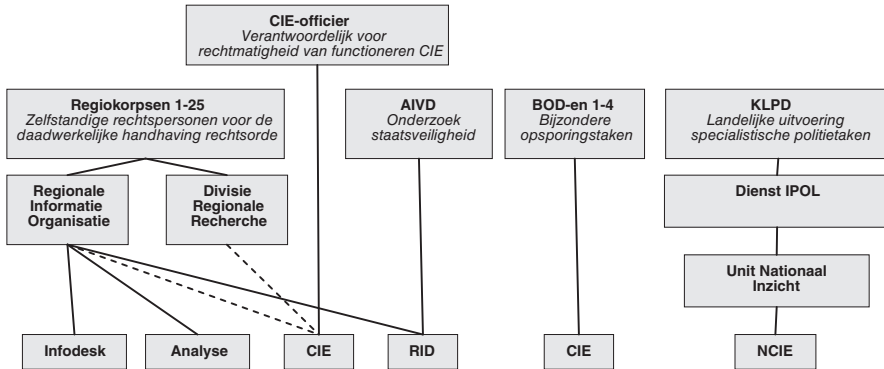 CIE-officier
Verantwoordelijk voor
rechtmatigheid van functioneren CIE
Regiokorpsen 1-25
Zelfstandige rechtspersonen voor de
daadwerkelijke handhaving rechtsorde
AIVD
Onderzoek
staatsveiligheid
BOD-en 1-4
Bijzondere
opsporingstaken
KLPD
Landelijke uitvoering
specialistische politietaken
Regionale
Informatie
Organisatie
Divisie
Regionale
Recherche
Dienst IPOL
Unit Nationaal
Inzicht
Infodesk
Analyse
CIE
RID
CIE
NCIE